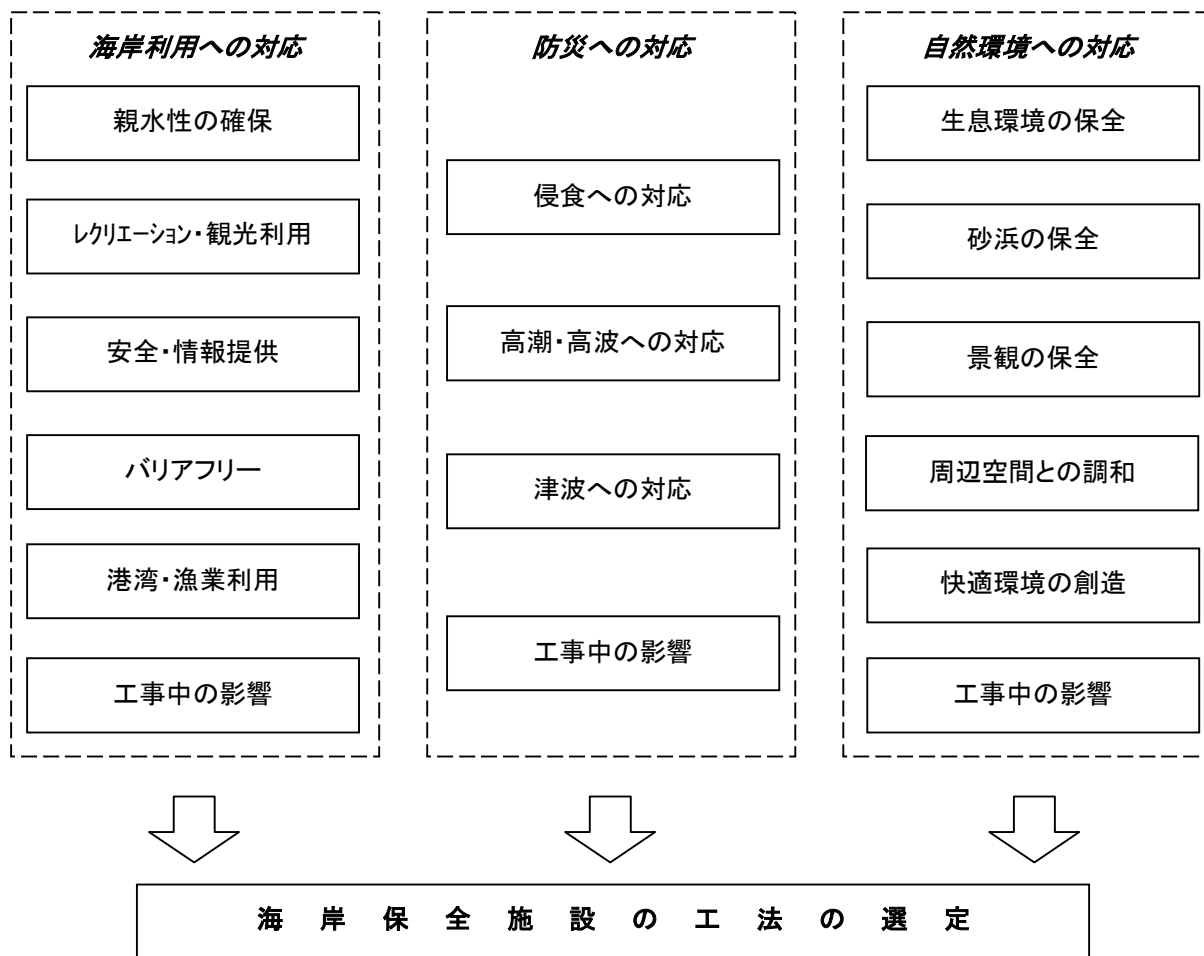 海岸利用への対応
親水性の確保
ﾚｸﾘｴｰｼｮﾝ・観光利用
安全・情報提供
バリアフリー
港湾・漁業利用
工事中の影響
防災への対応
侵食への対応
高潮・高波への対応
津波への対応
工事中の影響
自然環境への対応
生息環境の保全
砂浜の保全
景観の保全
周辺空間との調和
快適環境の創造
工事中の影響
海岸保全施設の工法の選定